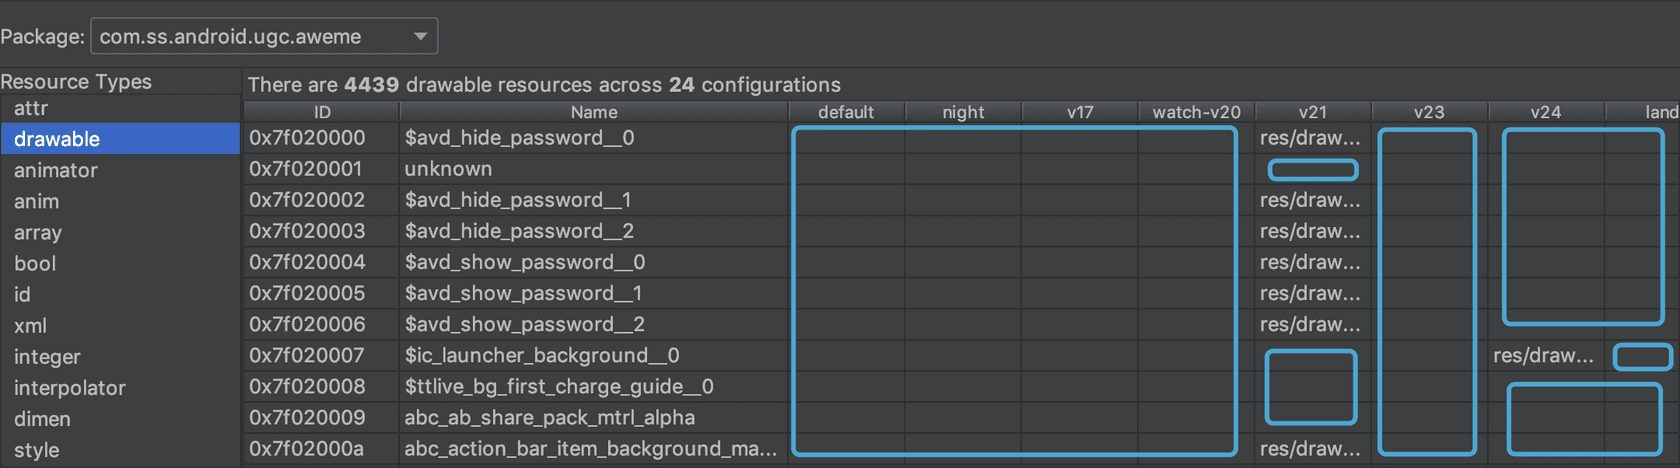 Package: com.ss.android.ugc.aweme
Resource Types
There are 4439 drawable resources across 24 configurations
attr
ID Name default night v17 watch-v20 v21 v23 v24 land
drawable 0x7f020000 $avd_hide_password__0 res/draw...
animator 0x7f020001 unknown
anim 0x7f020002 $avd_hide_password__1 res/draw...
array 0x7f020003 $avd_hide_password__2 res/draw...
bool 0x7f020004 $avd_show_password__0 res/draw...
id 0x7f020005 $avd_show_password__1 res/draw...
xml 0x7f020006 $avd_show_password__2 res/draw...
integer 0x7f020007 $ic_launcher_background__0 res/draw...
interpolator 0x7f020008 $ttlive_bg_first_charge_guide__0
dimen 0x7f020009 abc_ab_share_pack_mtrl_alpha
style 0x7f02000a abc_action_bar_item_background_ma... res/draw...